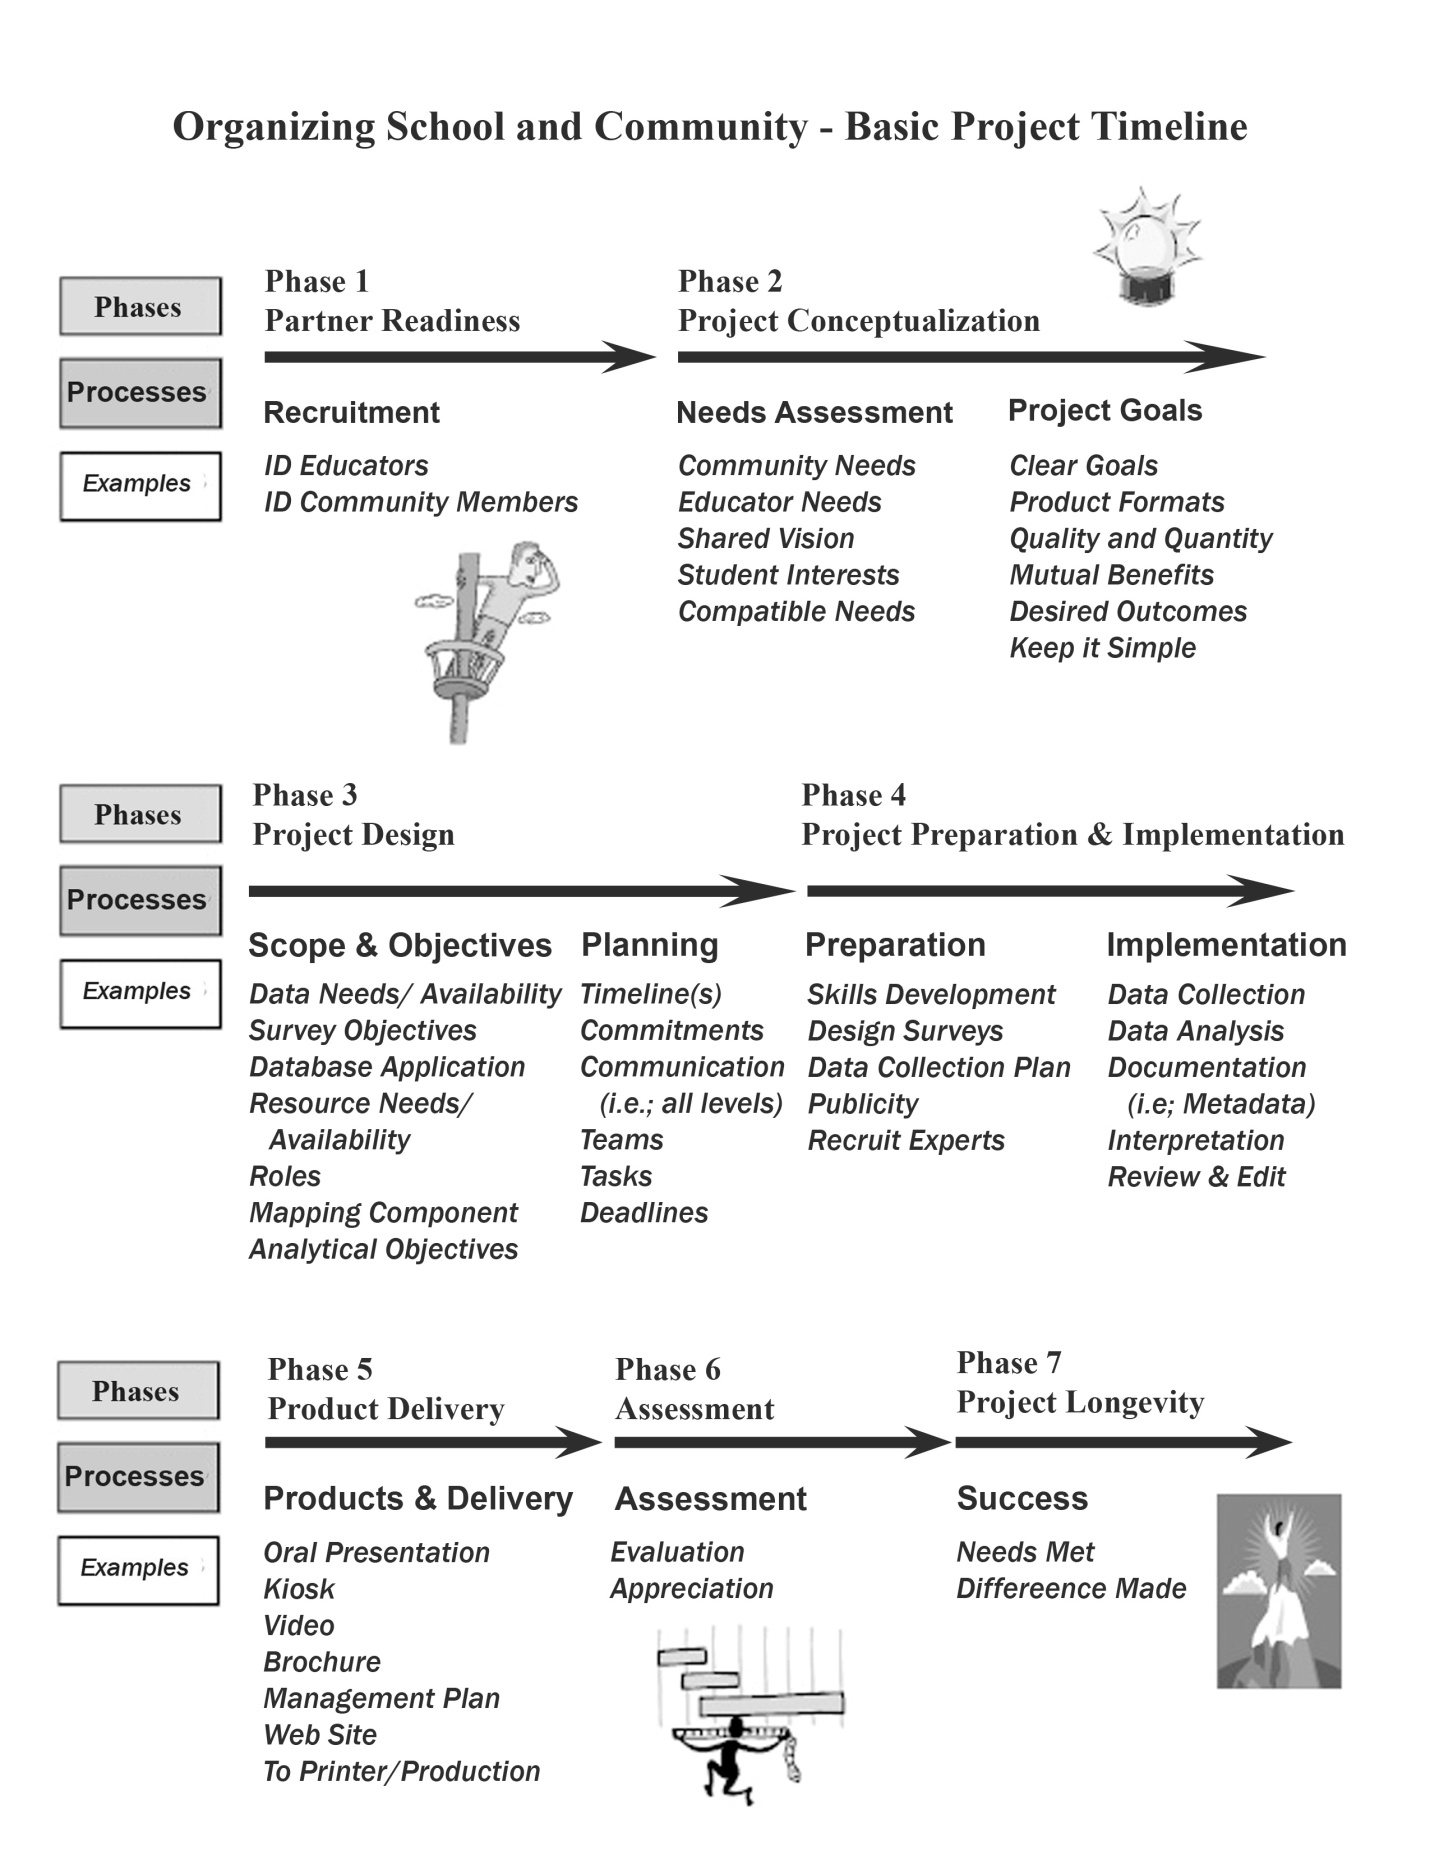 Organizing School and Community - Basic Project Timeline
Phases
Processes
Examples
Phase 1
Partner Readiness
Recruitment
ID Educators
ID Community Members
Phase 2
Project Conceptualization
Needs Assessment
Community Needs
Educator Needs
Shared Vision
Student Interests
Compatible Needs
Project Goals
Clear Goals
Product Formats
Quality and Quantity
Mutual Benefits
Desired Outcomes
Keep it Simple
Phases
Processes
Examples
Phase 3
Project Design
Scope & Objectives
Data Needs/ Availability
Survey Objectives
Database Application
Resource Needs/
Availability
Roles
Mapping Component
Analytical Objectives
Planning
Timeline(s)
Commitments
Communication
(i.e.; all levels)
Teams
Tasks
Deadlines
Phase 4
Project Preparation & Implementation
Preparation
Skills Development
Design Surveys
Data Collection Plan
Publicity
Recruit Experts
Implementation
Data Collection
Data Analysis
Documentation
(i.e; Metadata)
Interpretation
Review & Edit
Phases
Processes
Examples
Phase 5
Product Delivery
Products & Delivery
Oral Presentation
Kiosk
Video
Brochure
Management Plan
Web Site
To Printer/Production
Phase 6
Assessment
Assessment
Evaluation
Appreciation
Phase 7
Project Longevity
Success
Needs Met
Differeence Made